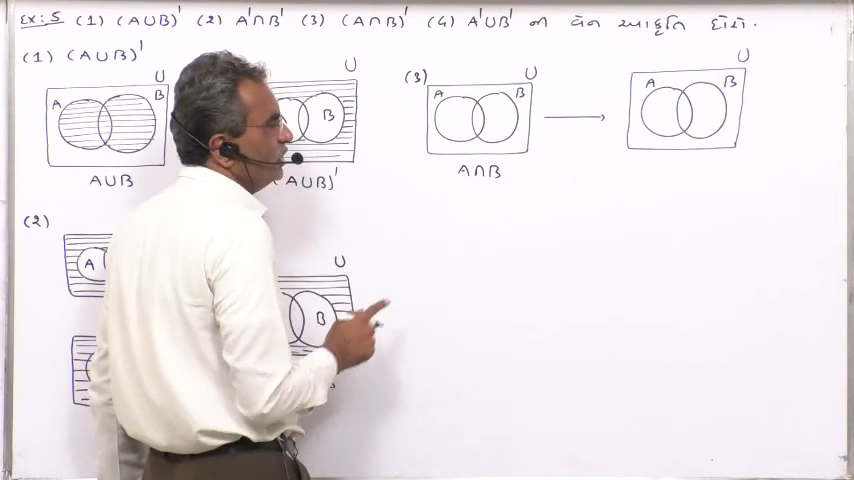 Ex: 5 (1) (A∪B)' (2) A'∩B' (3) (A∩B)' (4) A'∪B' ની વેન આકૃતિ દોરો.
(1) (A∪B)'
U
A B
A∪B
U
B
(A∪B)'
(2)
A
U
B
(3)
U
A B
A∩B
U
A B